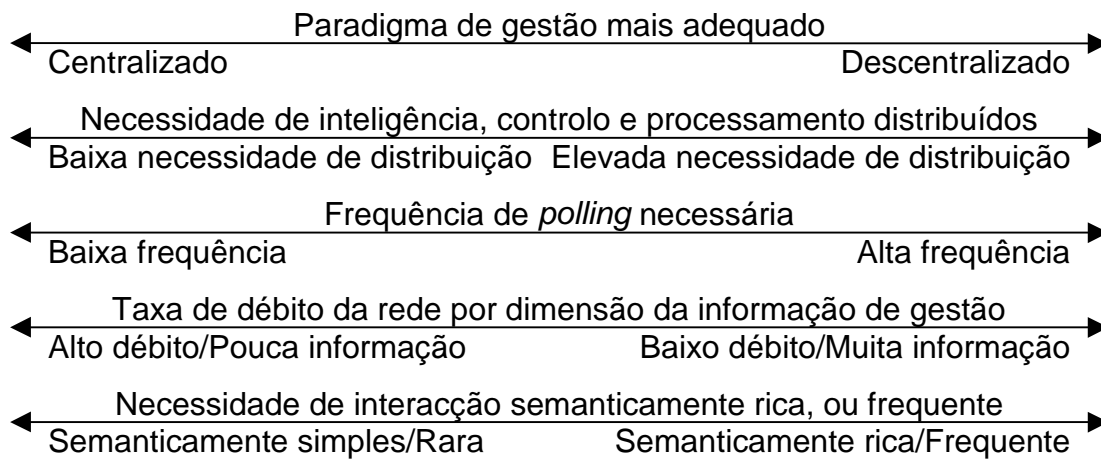 Paradigma de gestão mais adequado
Centralizado Descentralizado
Necessidade de inteligência, controlo e processamento distribuídos
Baixa necessidade de distribuição Elevada necessidade de distribuição
Frequência de polling necessária
Baixa frequência Alta frequência
Taxa de débito da rede por dimensão da informação de gestão
Alto débito/Pouca informação Baixo débito/Muita informação
Necessidade de interacção semanticamente rica, ou frequente
Semanticamente simples/Rara Semanticamente rica/Frequente